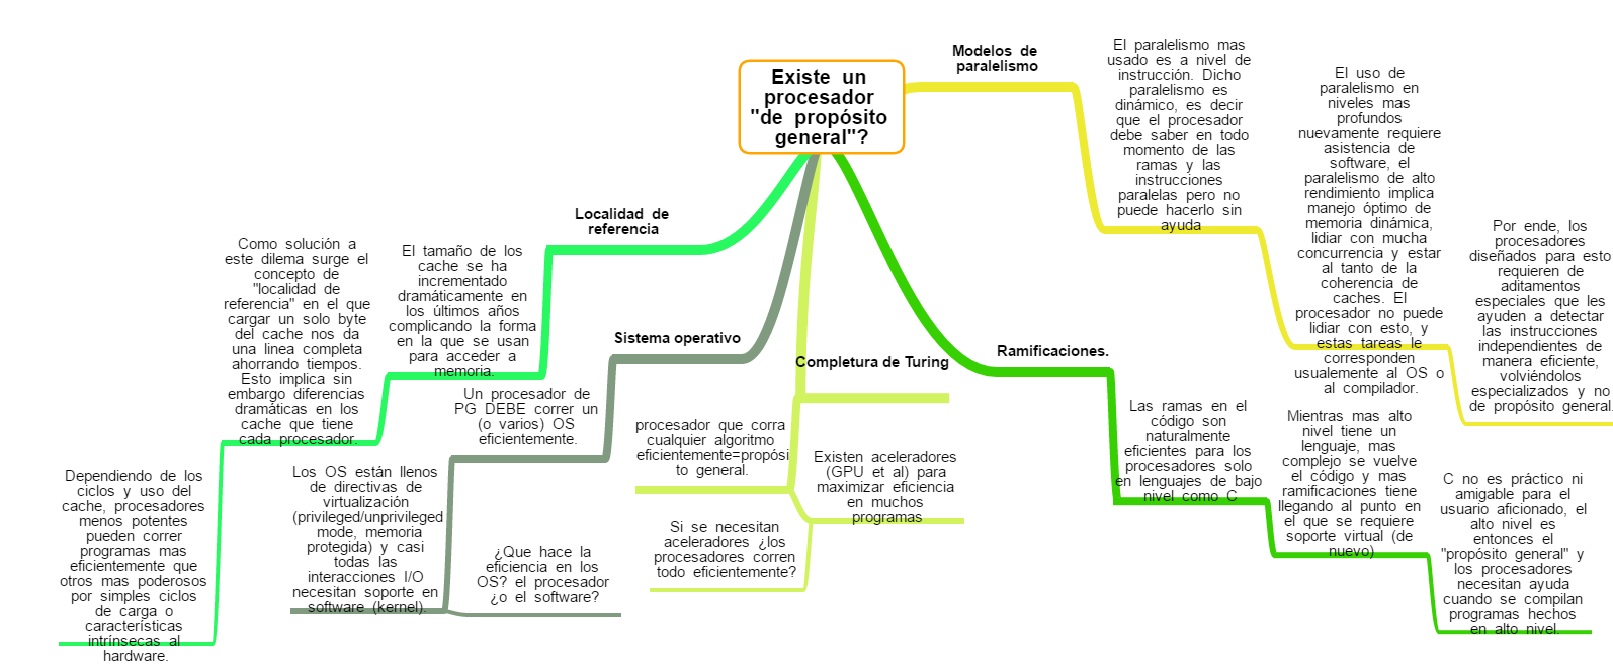 Existe un
procesador
"de propósito
general"?
Modelos de
paralelismo
El paralelismo mas
usado es a nivel de
instrucción. Dicho
paralelismo es
dinámico, es decir
que el procesador
debe saber en todo
momento de las
ramas y las
instrucciones
paralelas pero no
puede hacerlo sin
ayuda
El uso de
paralelismo en
niveles mas
profundos
nuevamente requiere
asistencia de
software, el
paralelismo de alto
rendimiento implica
manejo óptimo de
memoria dinámica,
lidiar con mucha
concurrencia y estar
al tanto de la
coherencia de
caches. El
procesador no puede
lidiar con esto, y
estas tareas le
corresponden
usualemente al OS o
al compilador.
Por ende, los
procesadores
diseñados para esto
requieren de
aditamentos
especiales que les
ayuden a detectar
las instrucciones
independientes de
manera eficiente,
volviéndolos
especializados y no
de propósito general.
Ramificaciones.
Las ramas en el
código son
naturalmente
eficientes para los
procesadores solo
en lenguajes de bajo
nivel como C
Mientras mas alto
nivel tiene un
lenguaje, mas
complejo se vuelve
el código y mas
ramificaciones tiene
llegando al punto en
el que se requiere
soporte virtual (de
nuevo)
C no es práctico ni
amigable para el
usuario aficionado, el
alto nivel es
entonces el
"propósito general" y
los procesadores
necesitan ayuda
cuando se compilan
programas hechos
en alto nivel.
Completura de Turing
procesador que corra
cualquier algoritmo
eficientemente=propósi
to general.
Existen aceleradores
(GPU et al) para
maximizar eficiencia
en muchos
programas
Si se necesitan
aceleradores ¿los
procesadores corren
todo eficientemente?
Sistema operativo
Un procesador de
PG DEBE correr un
(o varios) OS
eficientemente.
Los OS están llenos
de directivas de
virtualización
(privileged/unprivileged
mode, memoria
protegida) y casi
todas las
interacciones I/O
necesitan soporte en
software (kernel).
¿Que hace la
eficiencia en los
OS? el procesador
¿o el software?
Localidad de
referencia
El tamaño de los
cache se ha
incrementado
dramáticamente en
los últimos años
complicando la forma
en la que se usan
para acceder a
memoria.
Como solución a
este dilema surge el
concepto de
"localidad de
referencia" en el que
cargar un solo byte
del cache nos da
una linea completa
ahorrando tiempos.
Esto implica sin
embargo diferencias
dramáticas en los
cache que tiene
cada procesador.
Dependiendo de los
ciclos y uso del
cache, procesadores
menos potentes
pueden correr
programas mas
eficientemente que
otros mas poderosos
por simples ciclos
de carga o
características
intrínsecas al
hardware.